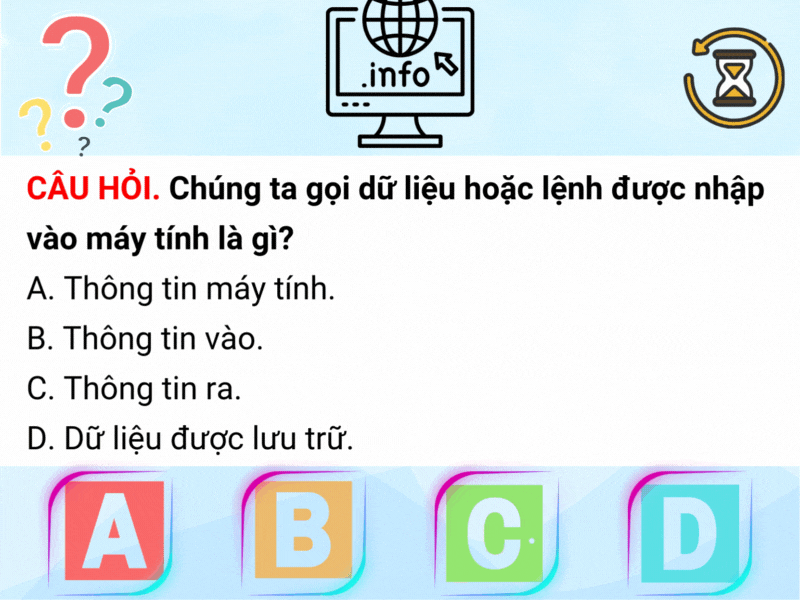 ? ? ? ?
.info
CÂU HỎI. Chúng ta gọi dữ liệu hoặc lệnh được nhập
vào máy tính là gì?
A. Thông tin máy tính.
B. Thông tin vào.
C. Thông tin ra.
D. Dữ liệu được lưu trữ.
A B C D